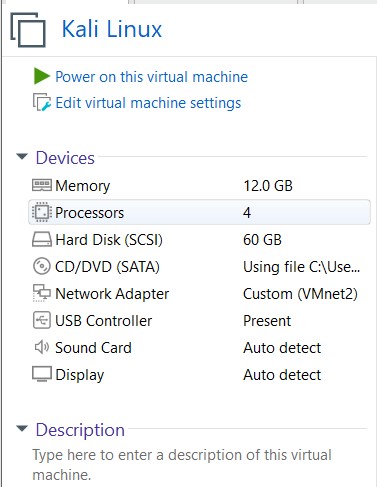 Kali Linux
Power on this virtual machine
Edit virtual machine settings
Devices
Memory 12.0 GB
Processors 4
Hard Disk (SCSI) 60 GB
CD/DVD (SATA) Using file C:\Use...
Network Adapter Custom (VMnet2)
USB Controller Present
Sound Card Auto detect
Display Auto detect
Description
Type here to enter a description of this virtual
machine.